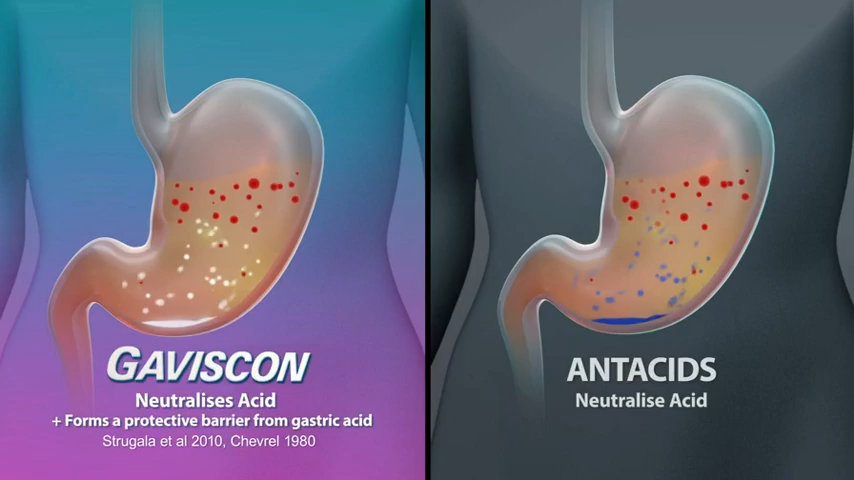 GAVISCON
Neutralises Acid
+ Forms a protective barrier from gastric acid
Strugala et al 2010, Chevrel 1980
ANTACIDS
Neutralise Acid